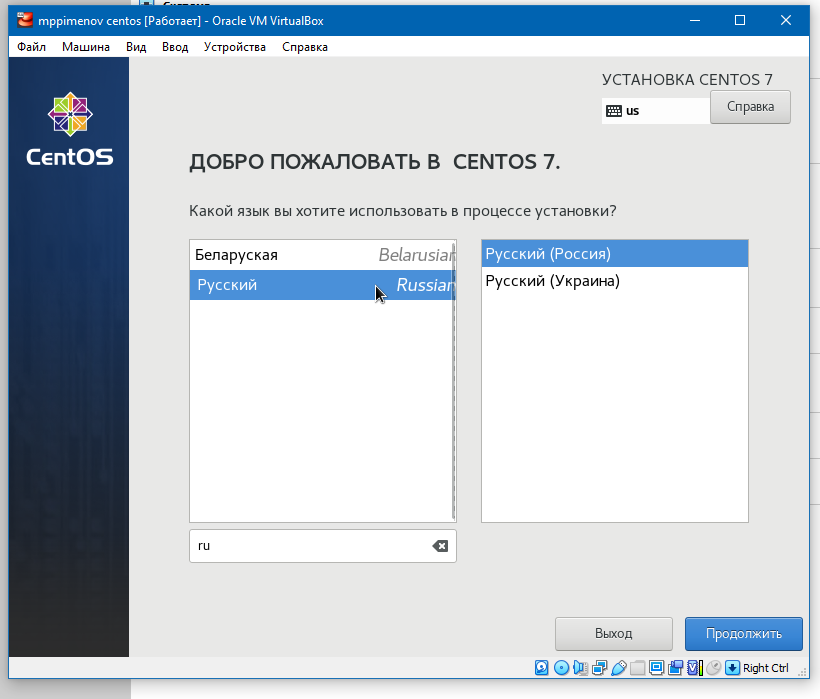 mppimenov centos [Работает] - Oracle VM VirtualBox
Файл Машина Вид Ввод Устройства Справка
CentOS
УСТАНОВКА CENTOS 7
us
Справка
ДОБРО ПОЖАЛОВАТЬ В CENTOS 7.
Какой язык вы хотите использовать в процессе установки?
Беларуская Belarusian
Русский Russian
Русский (Россия)
Русский (Украина)
ru
Выход
Продолжить
Right Ctrl